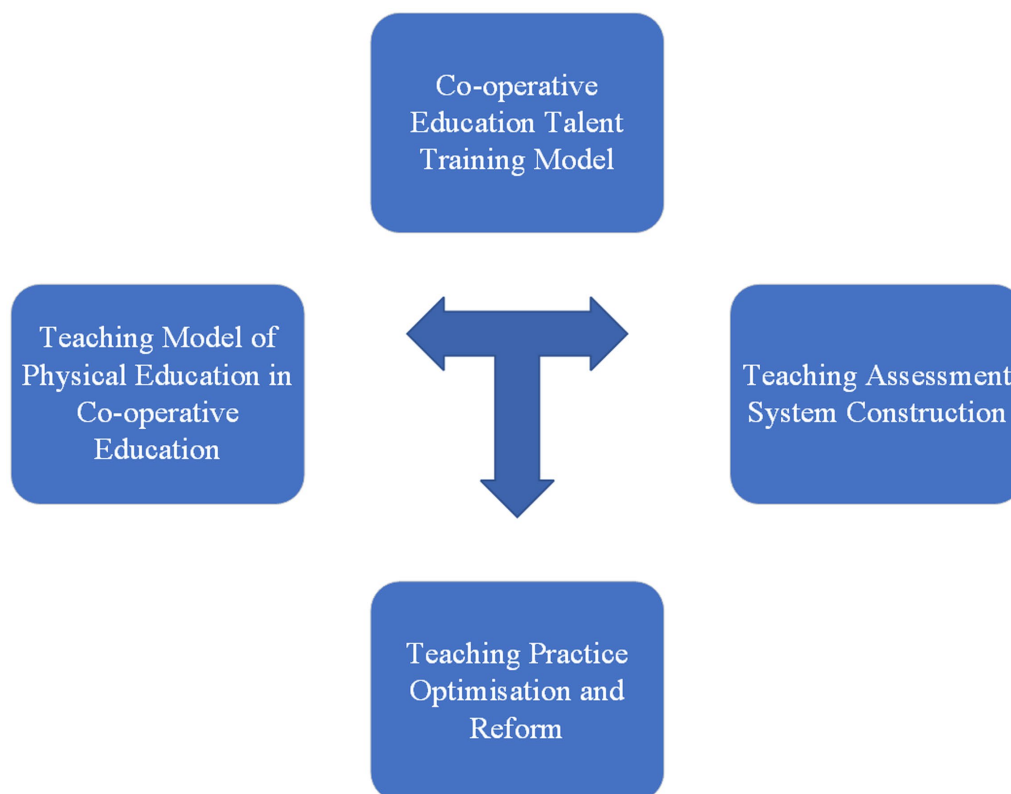 Co-operative
Education Talent
Training Model
Teaching Model of
Physical Education in
Co-operative
Education
Teaching Assessment
System Construction
Teaching Practice
Optimisation and
Reform